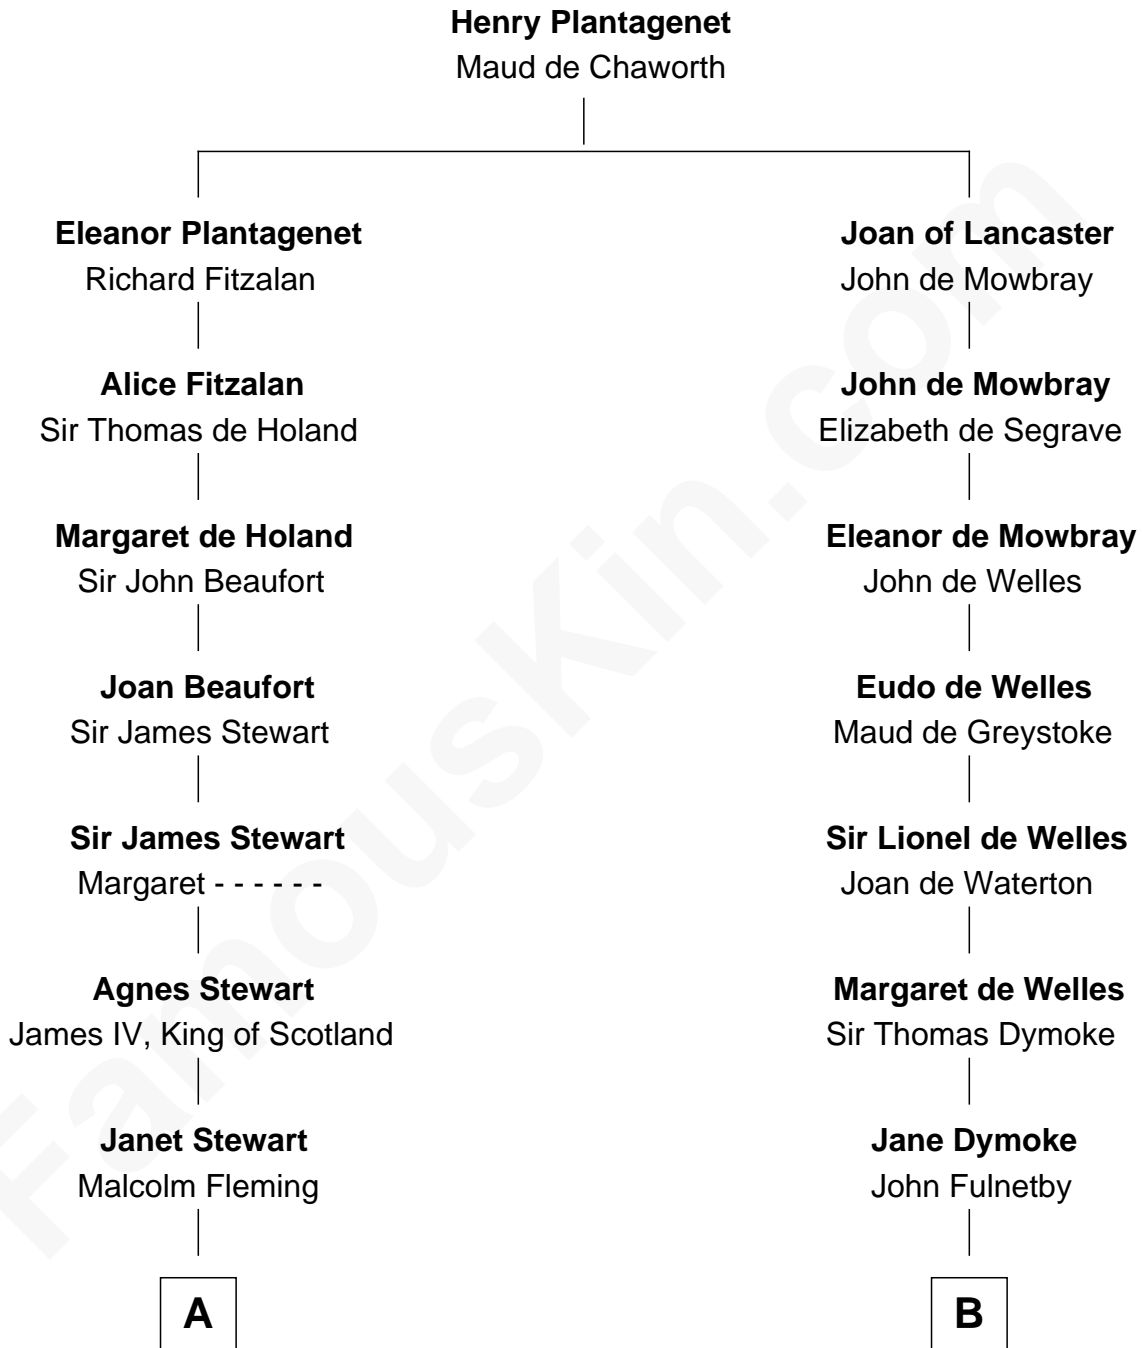 Henry Plantagenet
Maud de Chaworth
Eleanor Plantagenet
Richard Fitzalan
Joan of Lancaster
John de Mowbray
Alice Fitzalan
Sir Thomas de Holand
John de Mowbray
Elizabeth de Segrave
Margaret de Holand
Sir John Beaufort
Eleanor de Mowbray
John de Welles
Joan Beaufort
Sir James Stewart
Eudo de Welles
Maud de Greystoke
Sir James Stewart
Margaret - - - - - -
Sir Lionel de Welles
Joan de Waterton
Agnes Stewart
James IV, King of Scotland
Margaret de Welles
Sir Thomas Dymoke
Janet Stewart
Malcolm Fleming
Jane Dymoke
John Fulnetby
A
B
FamousKin.com